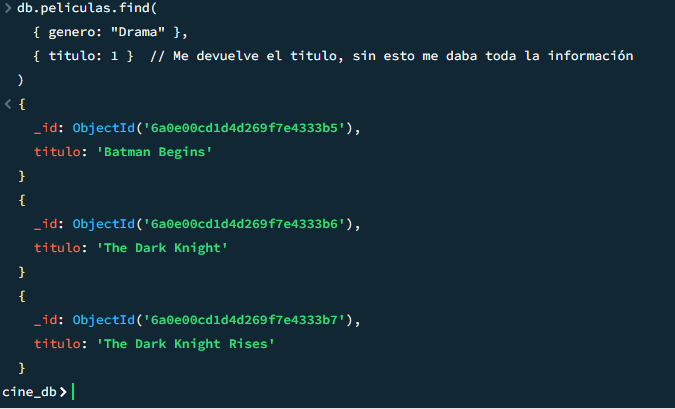 > db.peliculas.find(
{ genero: "Drama" },
{ titulo: 1 }  // Me devuelve el titulo, sin esto me daba toda la información
)
< {
_id: ObjectId('6a0e00cd1d4d269f7e4333b5'),
titulo: 'Batman Begins'
}
{
_id: ObjectId('6a0e00cd1d4d269f7e4333b6'),
titulo: 'The Dark Knight'
}
{
_id: ObjectId('6a0e00cd1d4d269f7e4333b7'),
titulo: 'The Dark Knight Rises'
}
cine_db>